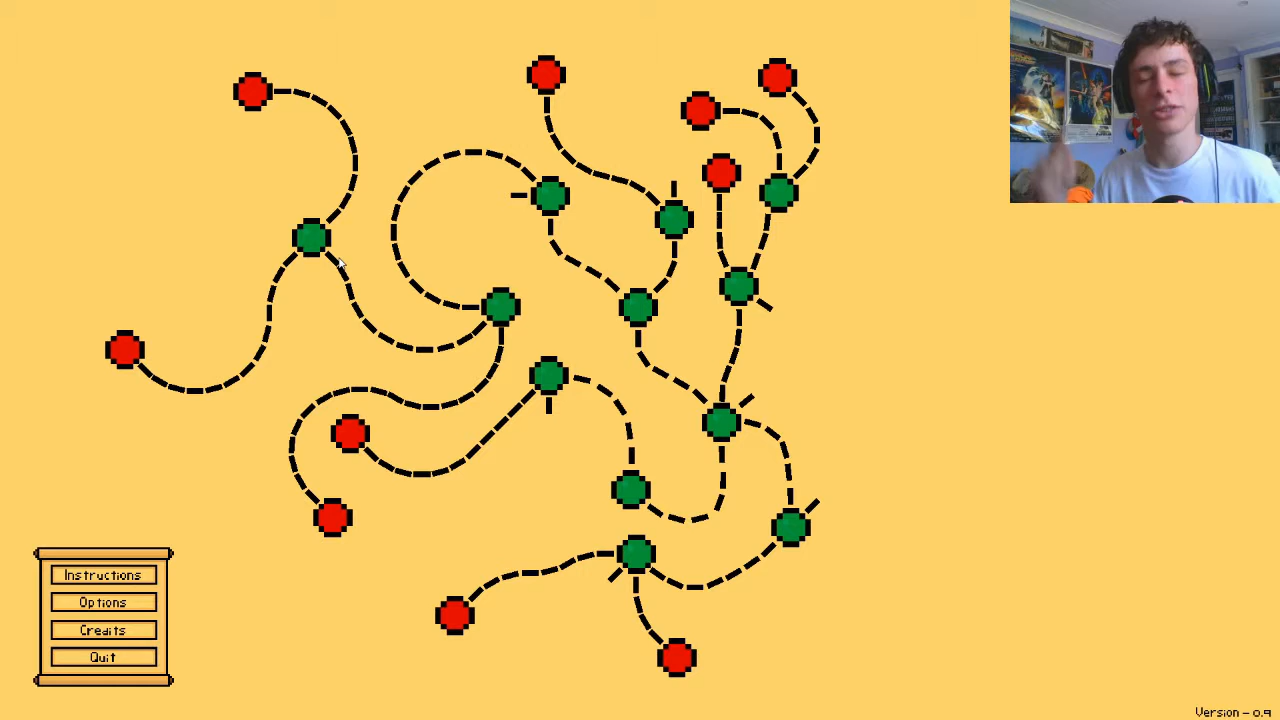 Instructions
Options
Credits
Quit
Version - 0.9